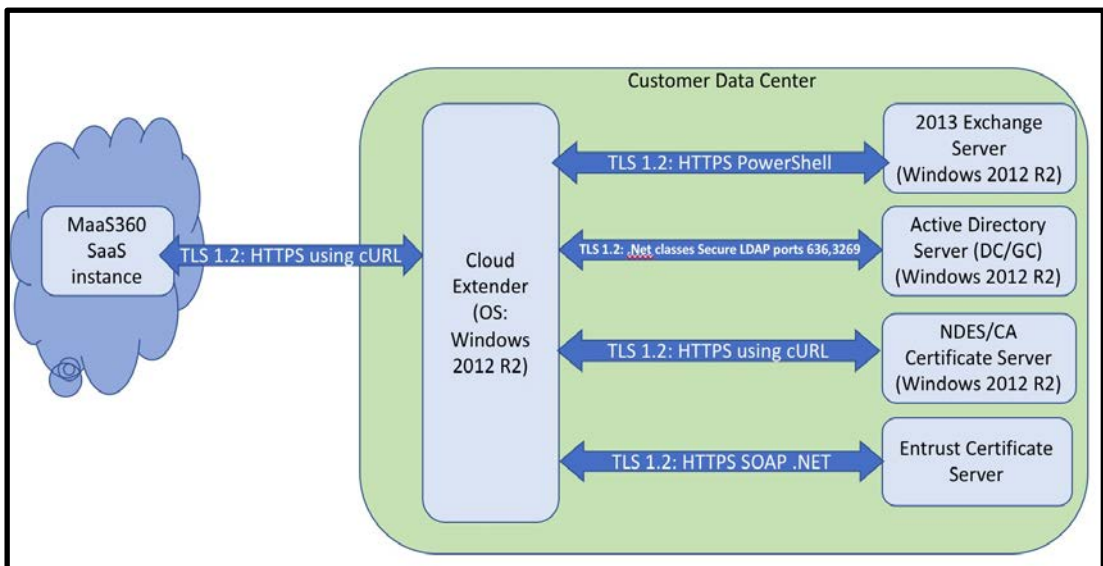 Customer Data Center
MaaS360
SaaS
instance
TLS 1.2: HTTPS using cURL
Cloud
Extender
(OS:
Windows
2012 R2)
TLS 1.2: HTTPS PowerShell
2013 Exchange
Server
(Windows 2012 R2)
TLS 1.2: .Net classes Secure LDAP ports 636,3269
Active Directory
Server (DC/GC)
(Windows 2012 R2)
TLS 1.2: HTTPS using cURL
NDES/CA
Certificate Server
(Windows 2012 R2)
TLS 1.2: HTTPS SOAP .NET
Entrust Certificate
Server